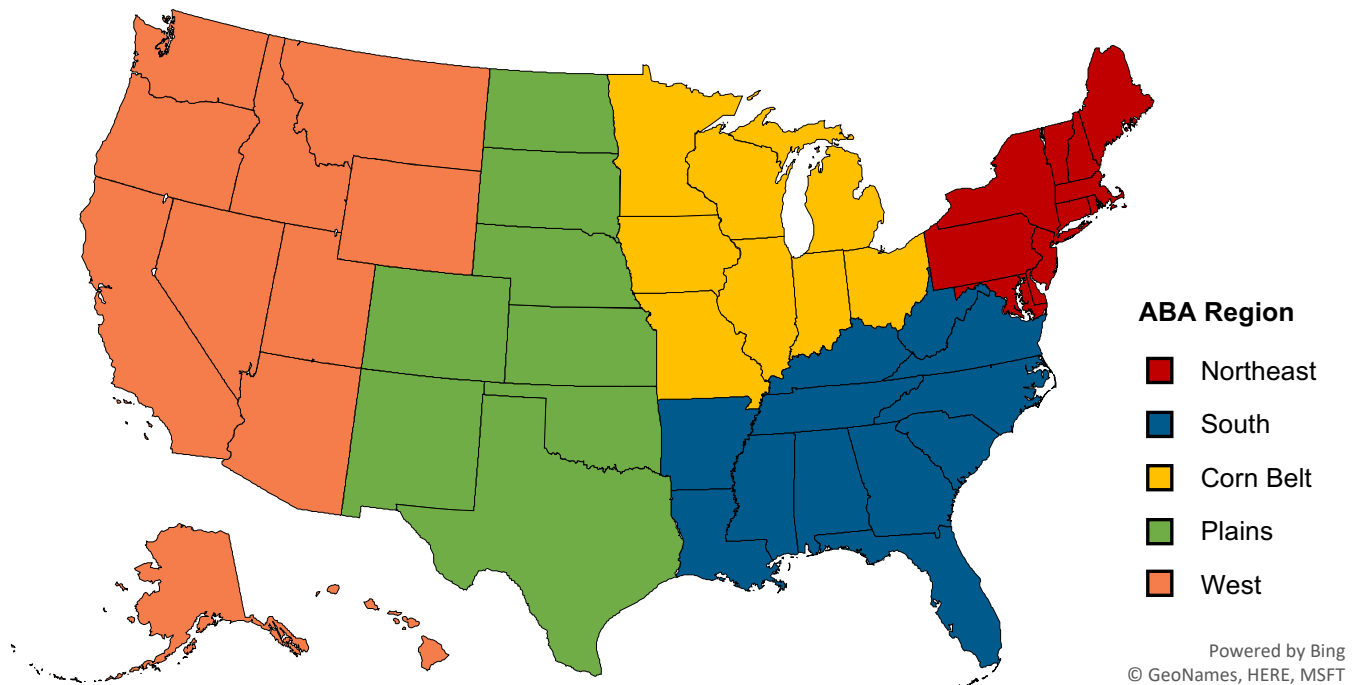 ABA Region
Northeast
South
Corn Belt
Plains
West
Powered by Bing
© GeoNames, HERE, MSFT